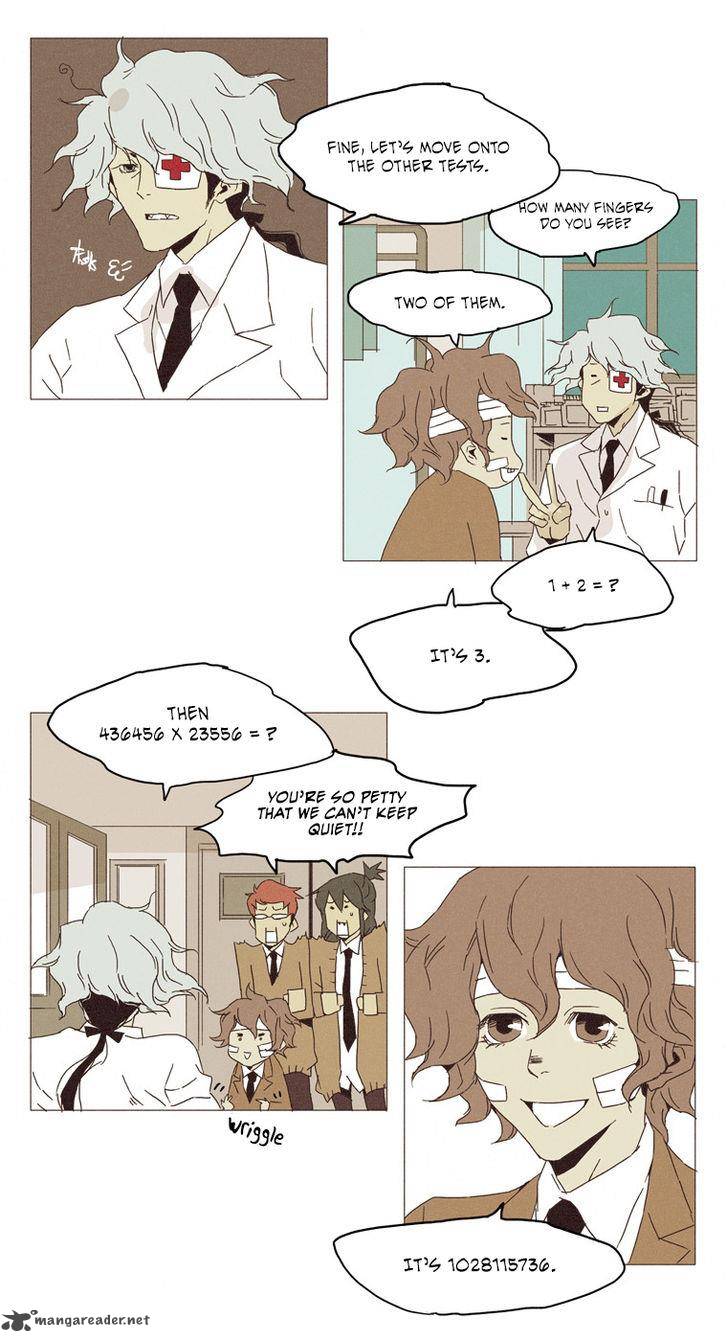 FINE, LET'S MOVE ONTO
THE OTHER TESTS.
HOW MANY FINGERS
DO YOU SEE?
TWO OF THEM.
1 + 2 = ?
IT'S 3.
THEN
436456 X 23556 = ?
YOU'RE SO PETTY
THAT WE CAN'T KEEP
QUIET!!
wriggle
IT'S 1028115736.
mangareader.net